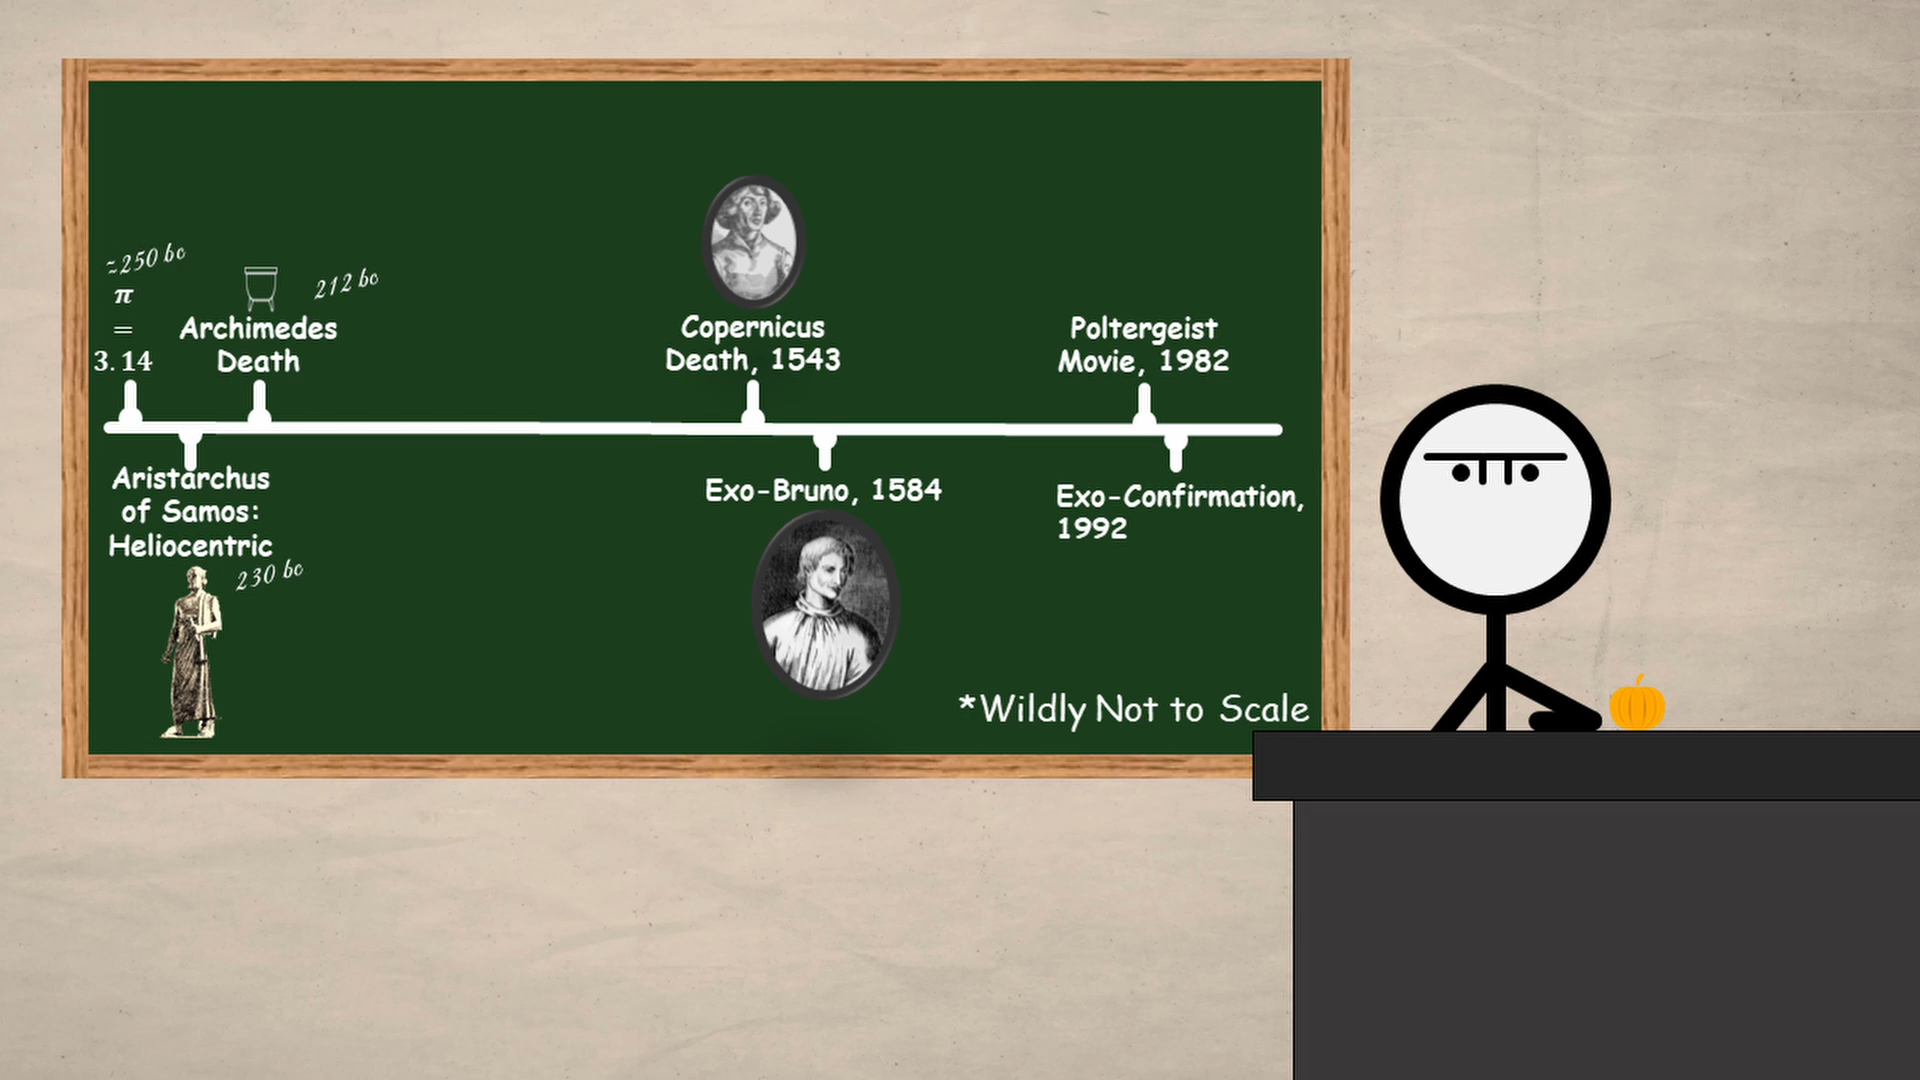 ≈250 bc
π
=
3.14
212 bc
Archimedes
Death
Copernicus
Death, 1543
Poltergeist
Movie, 1982
Aristarchus
of Samos:
Heliocentric
230 bc
Exo-Bruno, 1584
Exo-Confirmation,
1992
*Wildly Not to Scale